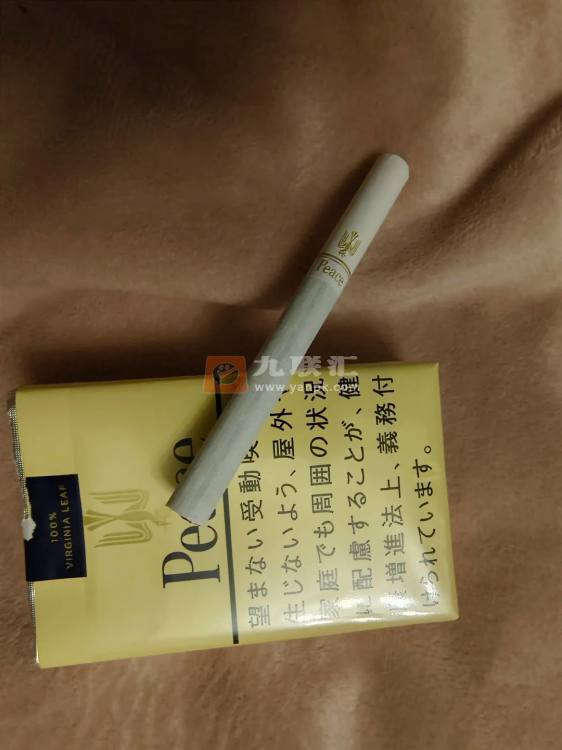 Peace
九联汇
100%
VIRGINIA LEAF
Peace
望まない受動
生じないよう、屋外
家庭でも周囲の状況
に配慮することが、健
増進法上、義務付
けられています。